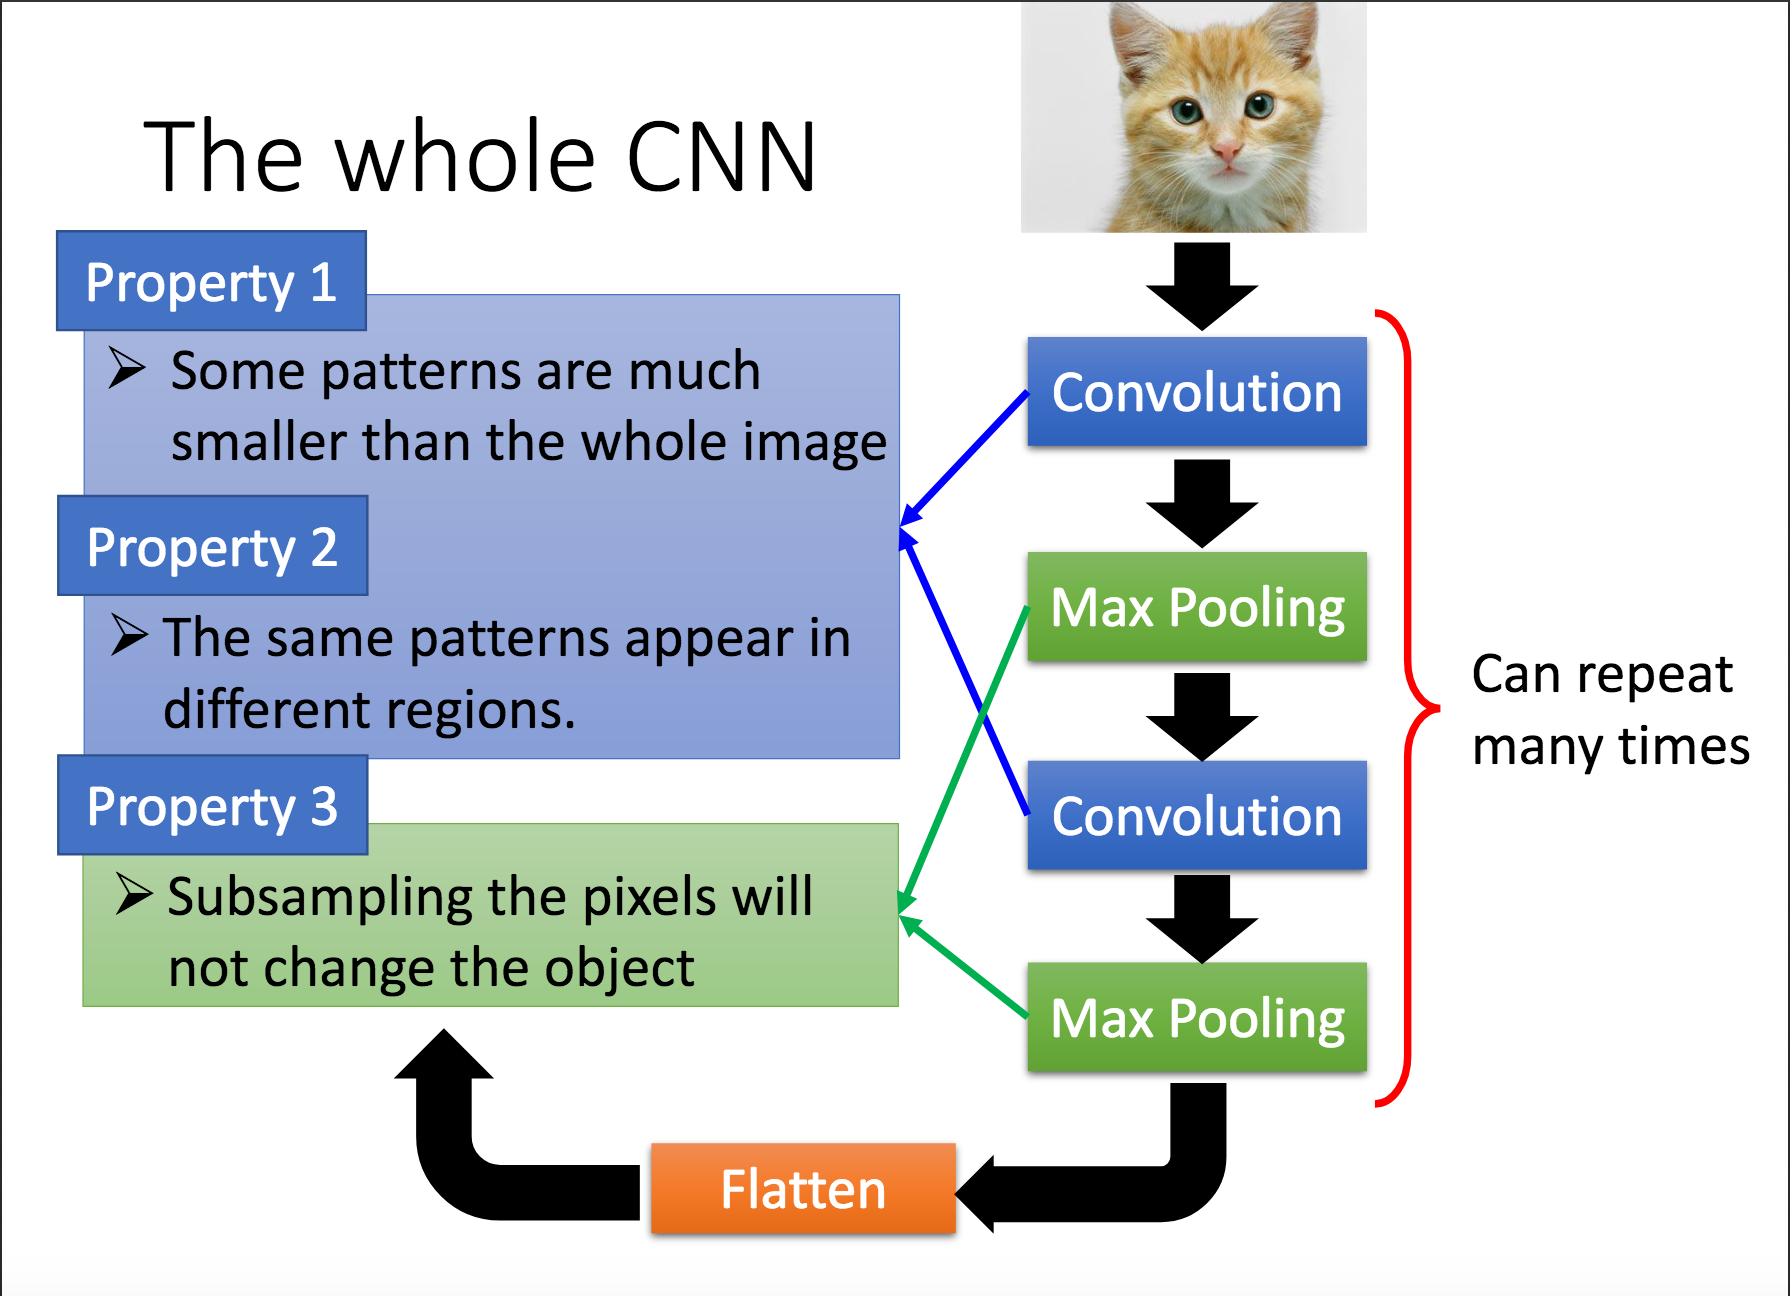 The whole CNN
Property 1
➢ Some patterns are much
smaller than the whole image
Property 2
➢ The same patterns appear in
different regions.
Property 3
➢ Subsampling the pixels will
not change the object
Convolution
Max Pooling
Convolution
Max Pooling
Can repeat
many times
Flatten